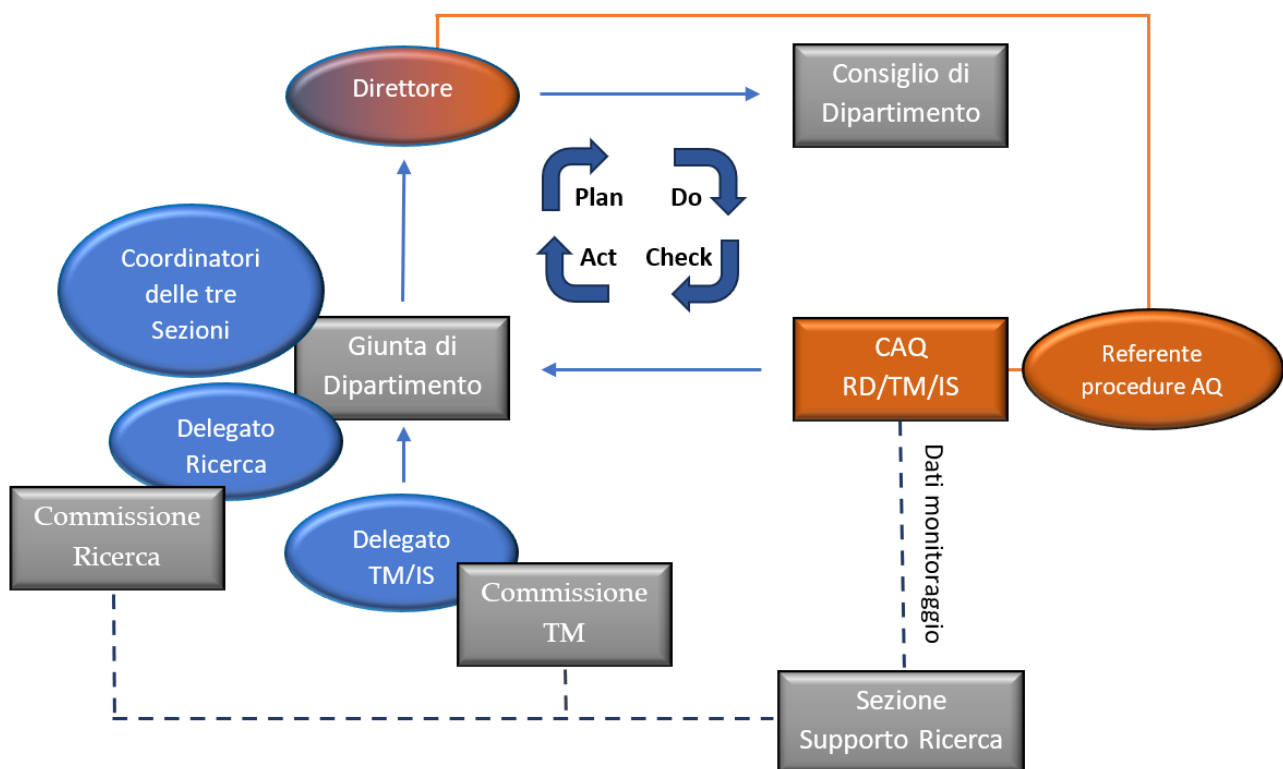 Direttore
Consiglio di
Dipartimento
Plan
Do
Act
Check
Coordinatori
delle tre
Sezioni
Giunta di
Dipartimento
CAQ
RD/TM/IS
Referente
procedure AQ
Delegato
Ricerca
Commissione
Ricerca
Delegato
TM/IS
Commissione
TM
Dati monitoraggio
Sezione
Supporto Ricerca